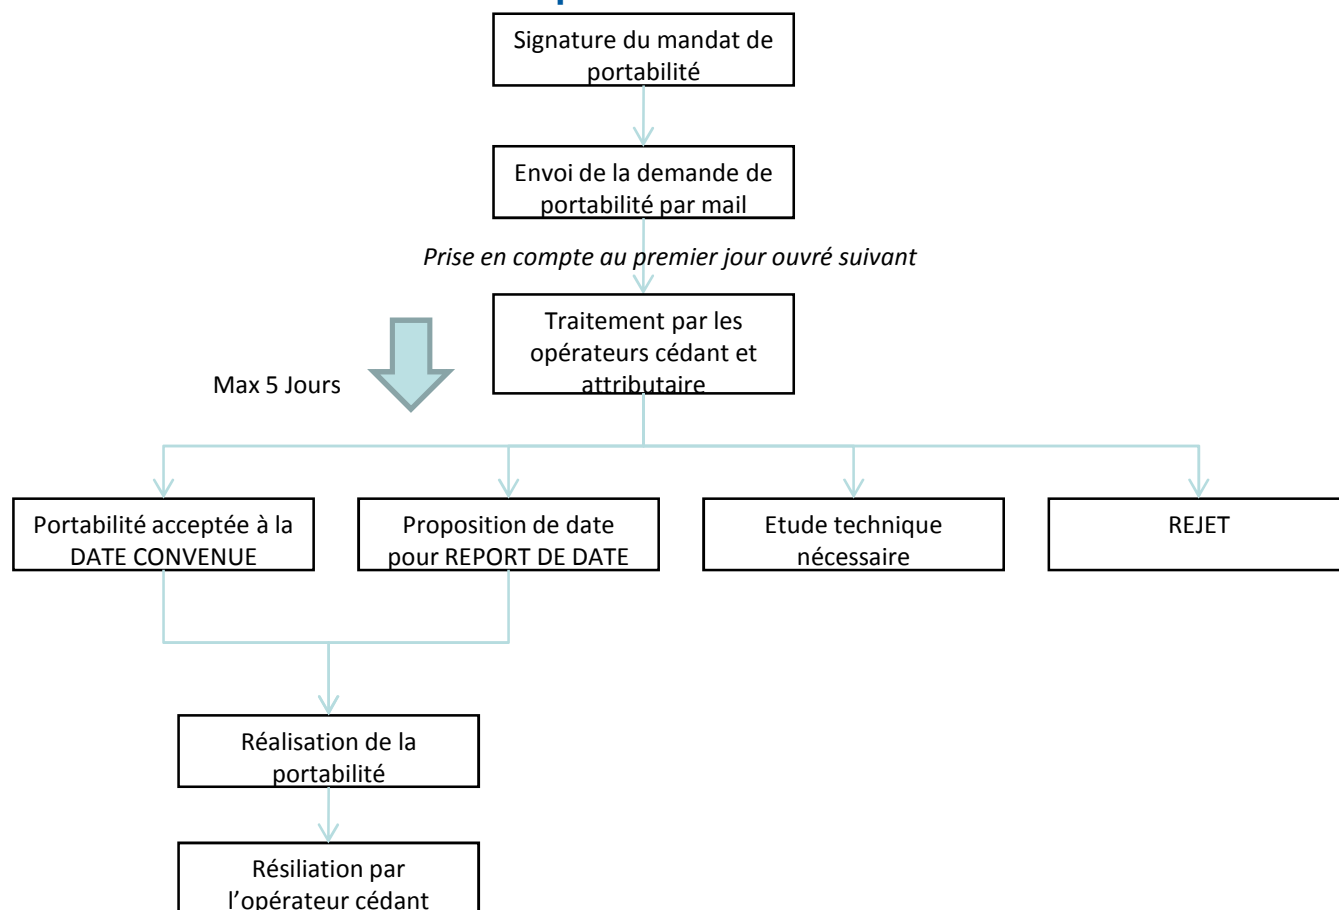 Signature du mandat de
portabilité
Envoi de la demande de
portabilité par mail
Prise en compte au premier jour ouvré suivant
Traitement par les
opérateurs cédant et
attributaire
Max 5 Jours
Portabilité acceptée à la
DATE CONVENUE
Proposition de date
pour REPORT DE DATE
Etude technique
nécessaire
REJET
Réalisation de la
portabilité
Résiliation par
l’opérateur cédant